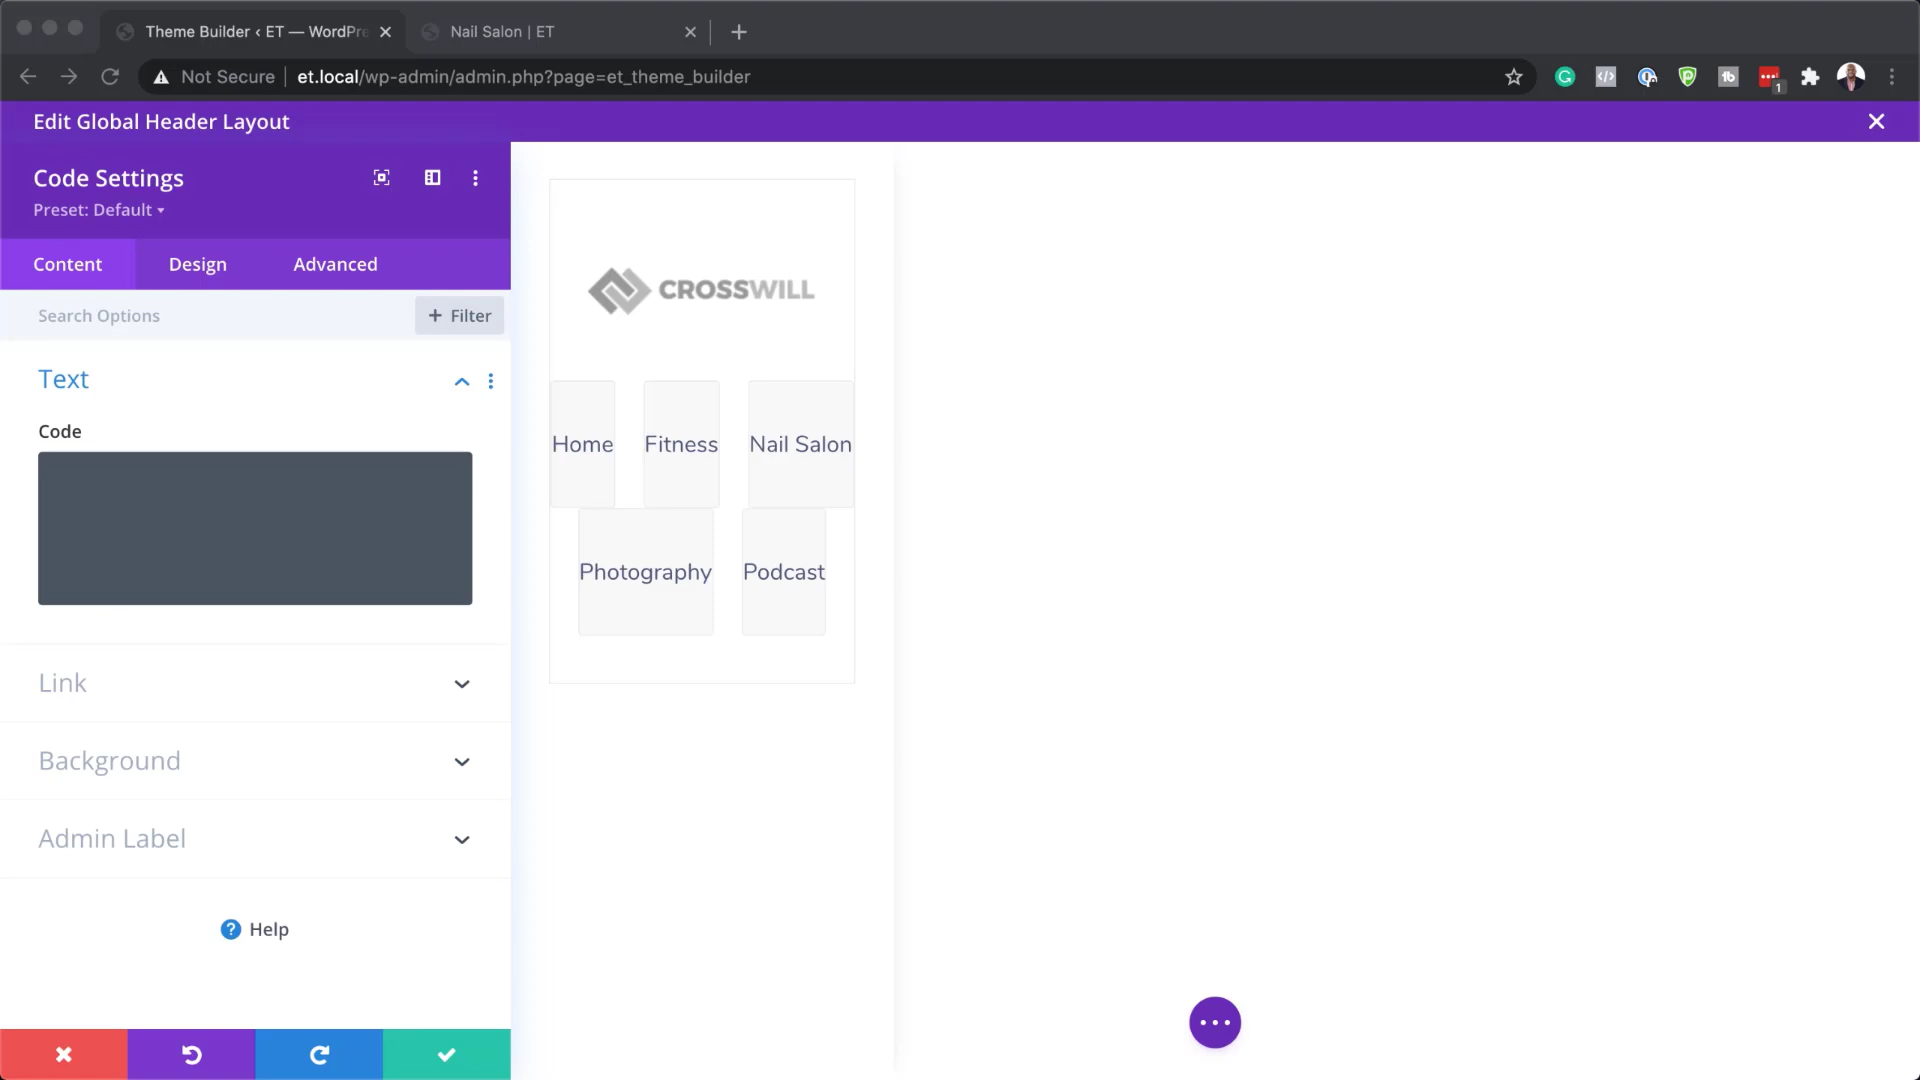 Theme Builder ‹ ET — WordPre
Nail Salon | ET
Not Secure
et.local/wp-admin/admin.php?page=et_theme_builder
1
Edit Global Header Layout
Code Settings
Preset: Default
Content
Design
Advanced
Search Options
+ Filter
Text
Code
Link
Background
Admin Label
? Help
CROSSWILL
Home
Fitness
Nail Salon
Photography
Podcast